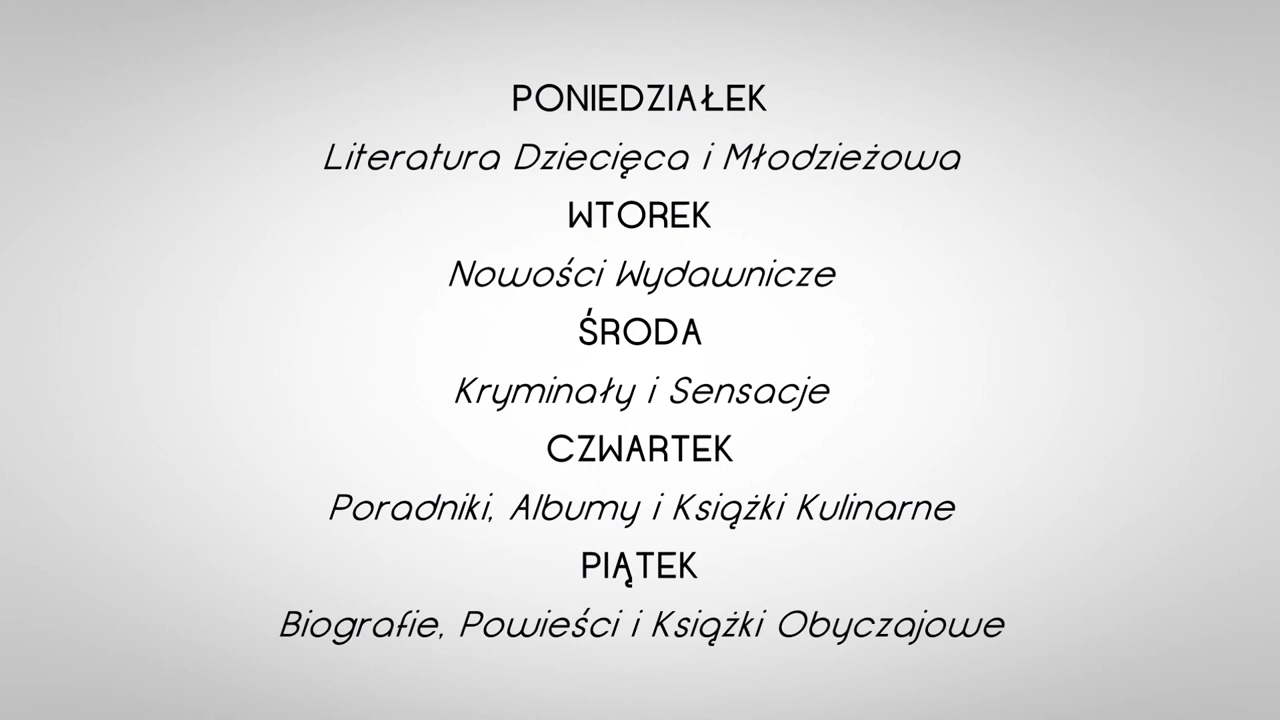 PONIEDZIAŁEK
Literatura Dziecięca i Młodzieżowa
WTOREK
Nowości Wydawnicze
ŚRODA
Kryminały i Sensacje
CZWARTEK
Poradniki, Albumy i Książki Kulinarne
PIĄTEK
Biografie, Powieści i Książki Obyczajowe